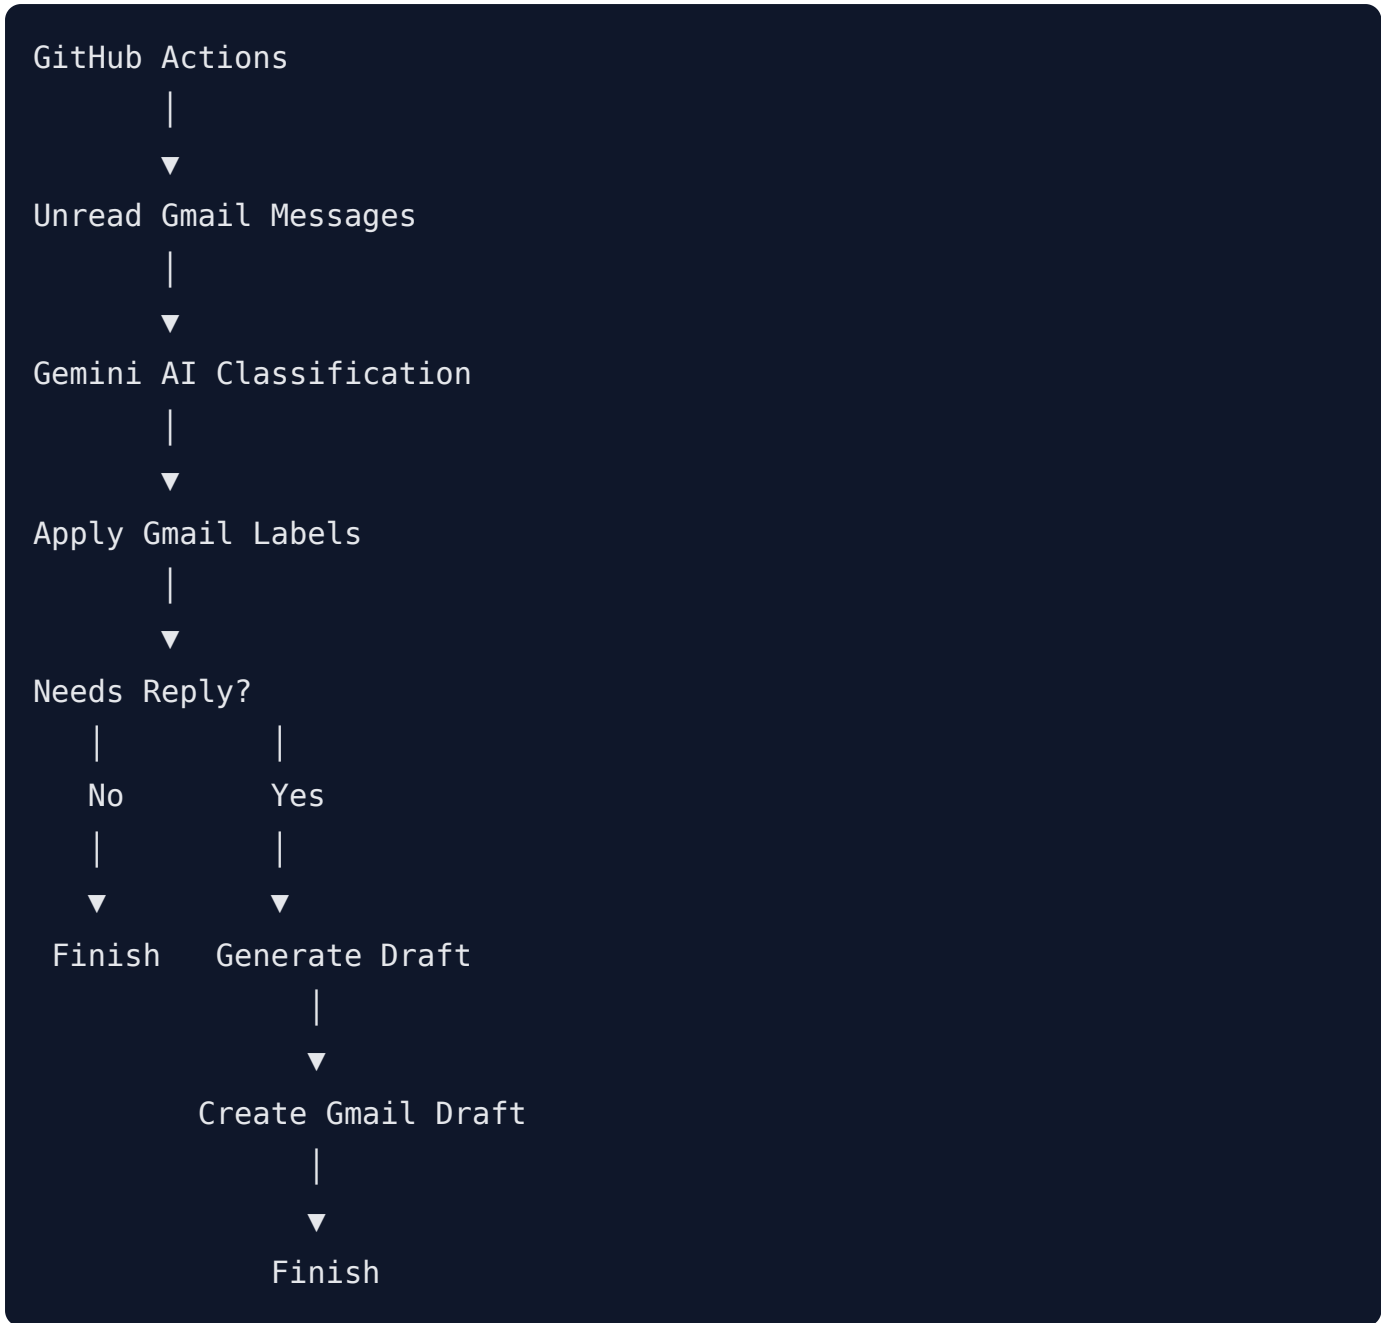 GitHub Actions
│
▼
Unread Gmail Messages
│
▼
Gemini AI Classification
│
▼
Apply Gmail Labels
│
▼
Needs Reply?
│ │
No Yes
│ │
▼ ▼
Finish Generate Draft
│
▼
Create Gmail Draft
│
▼
Finish